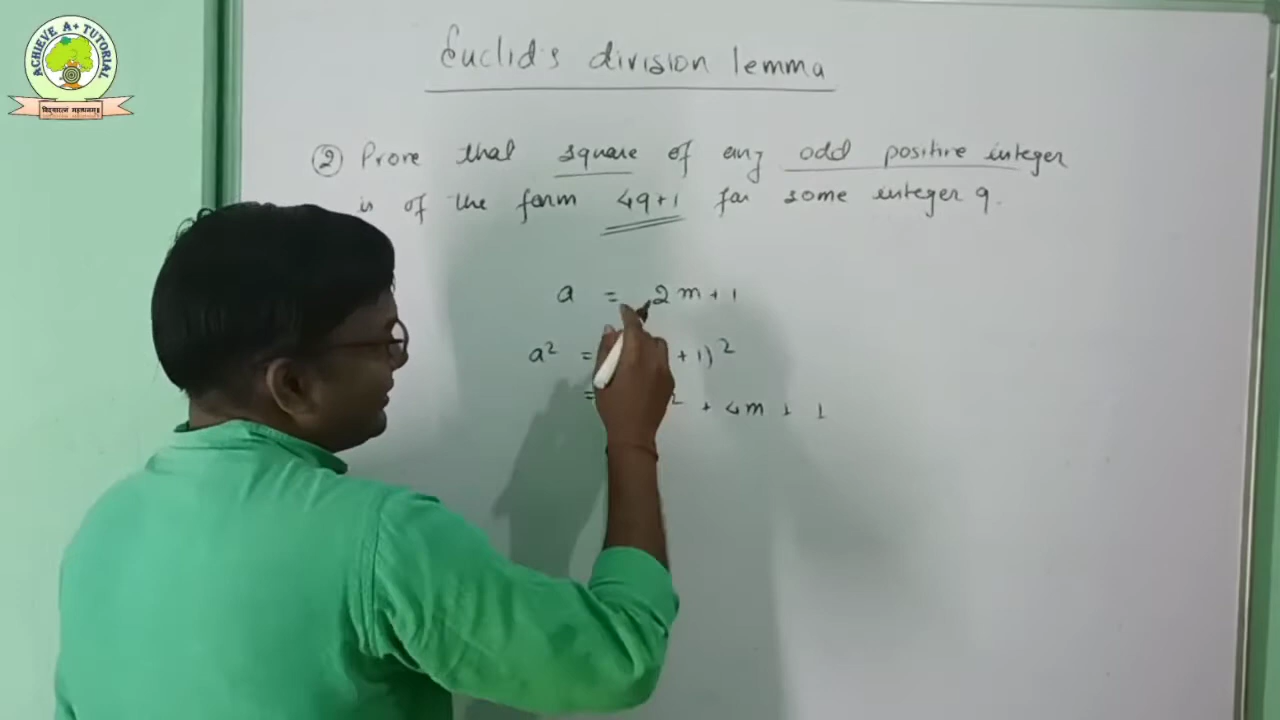 ACHIEVE A+ TUTORIAL
Euclid's division lemma
② Prove that square of any odd positive integer
is of the form 4q+1 for some integer q.
a = 2m+1
a² = +1)²
= ² + 4m + 1